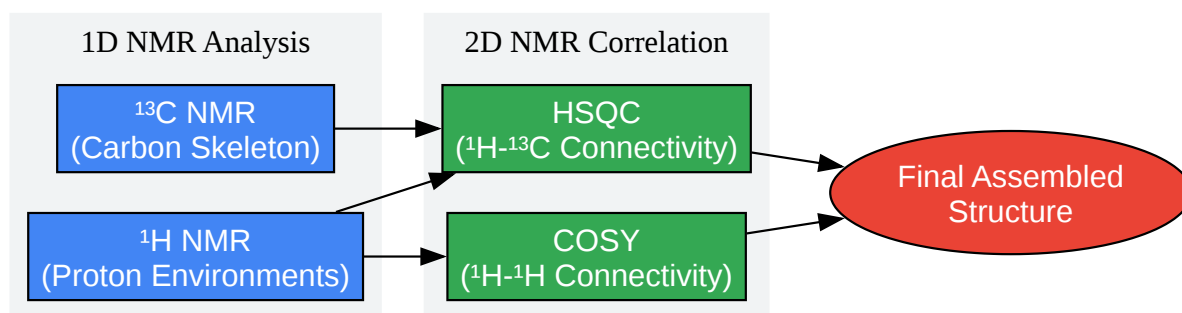 1D NMR Analysis
2D NMR Correlation
¹³C NMR
(Carbon Skeleton)
HSQC
(¹H-¹³C Connectivity)
¹H NMR
(Proton Environments)
COSY
(¹H-¹H Connectivity)
Final Assembled
Structure